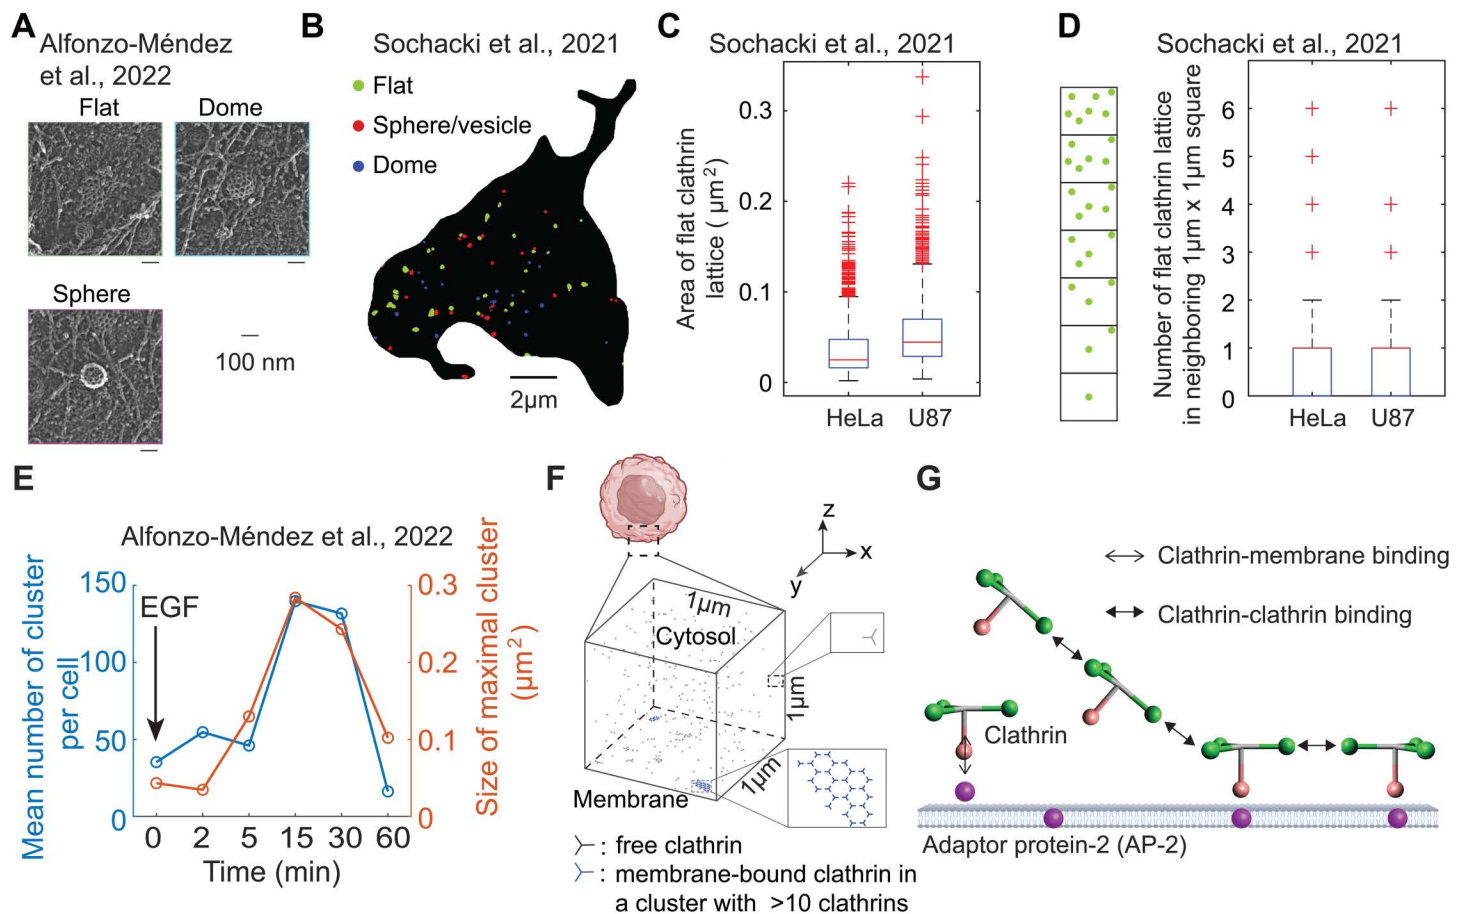 A
Alfonzo-Méndez
et al., 2022
Flat
Dome
Sphere
100 nm
B
Sochacki et al., 2021
Flat
Sphere/vesicle
Dome
2μm
C
Sochacki et al., 2021
Area of flat clathrin
lattice ( μm²)
0.3
0.2
0.1
0
HeLa
U87
D
Sochacki et al., 2021
Number of flat clathrin lattice
in neighboring 1μm x 1μm square
6
5
4
3
2
1
0
HeLa
U87
E
Alfonzo-Méndez et al., 2022
Mean number of cluster
per cell
150
100
50
0
EGF
0.3
0.2
0.1
0
Size of maximal cluster
(μm²)
0 2 5 15 30 60
Time (min)
F
z
x
y
1μm
Cytosol
1μm
1μm
Membrane
: free clathrin
: membrane-bound clathrin in
a cluster with >10 clathrins
G
Clathrin-membrane binding
Clathrin-clathrin binding
Clathrin
Adaptor protein-2 (AP-2)